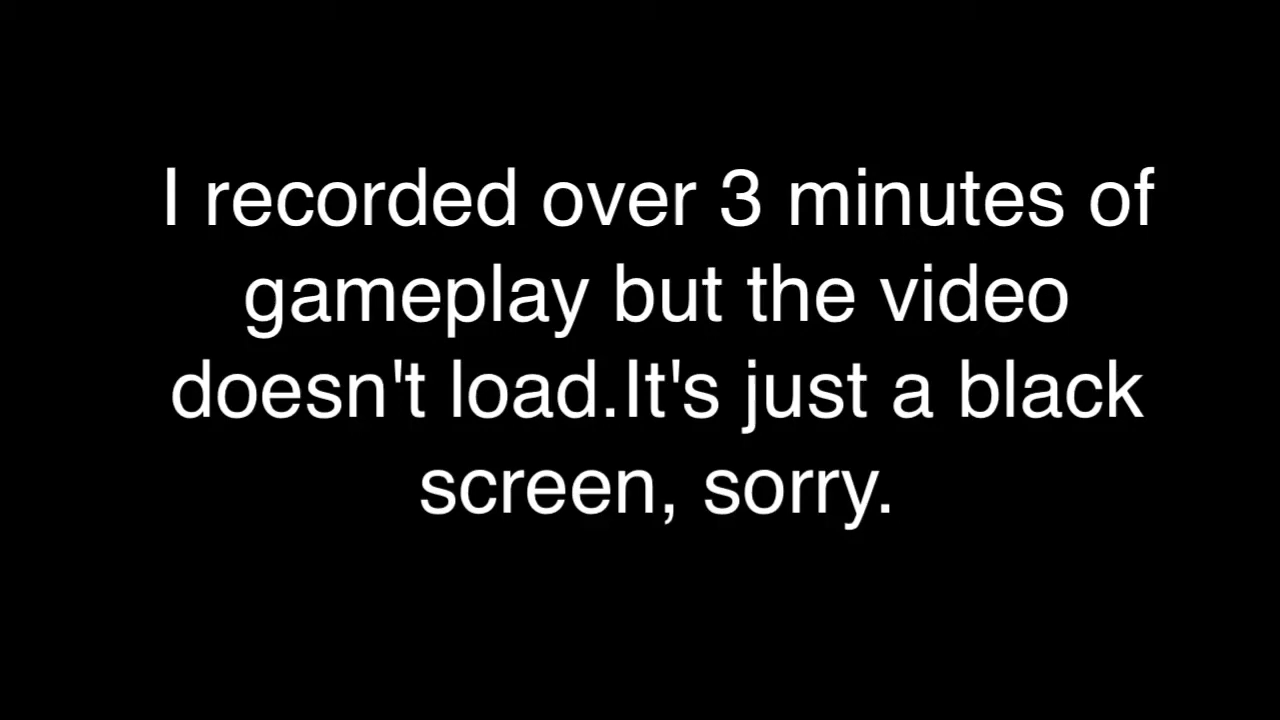 I recorded over 3 minutes of
gameplay but the video
doesn't load.It's just a black
screen, sorry.